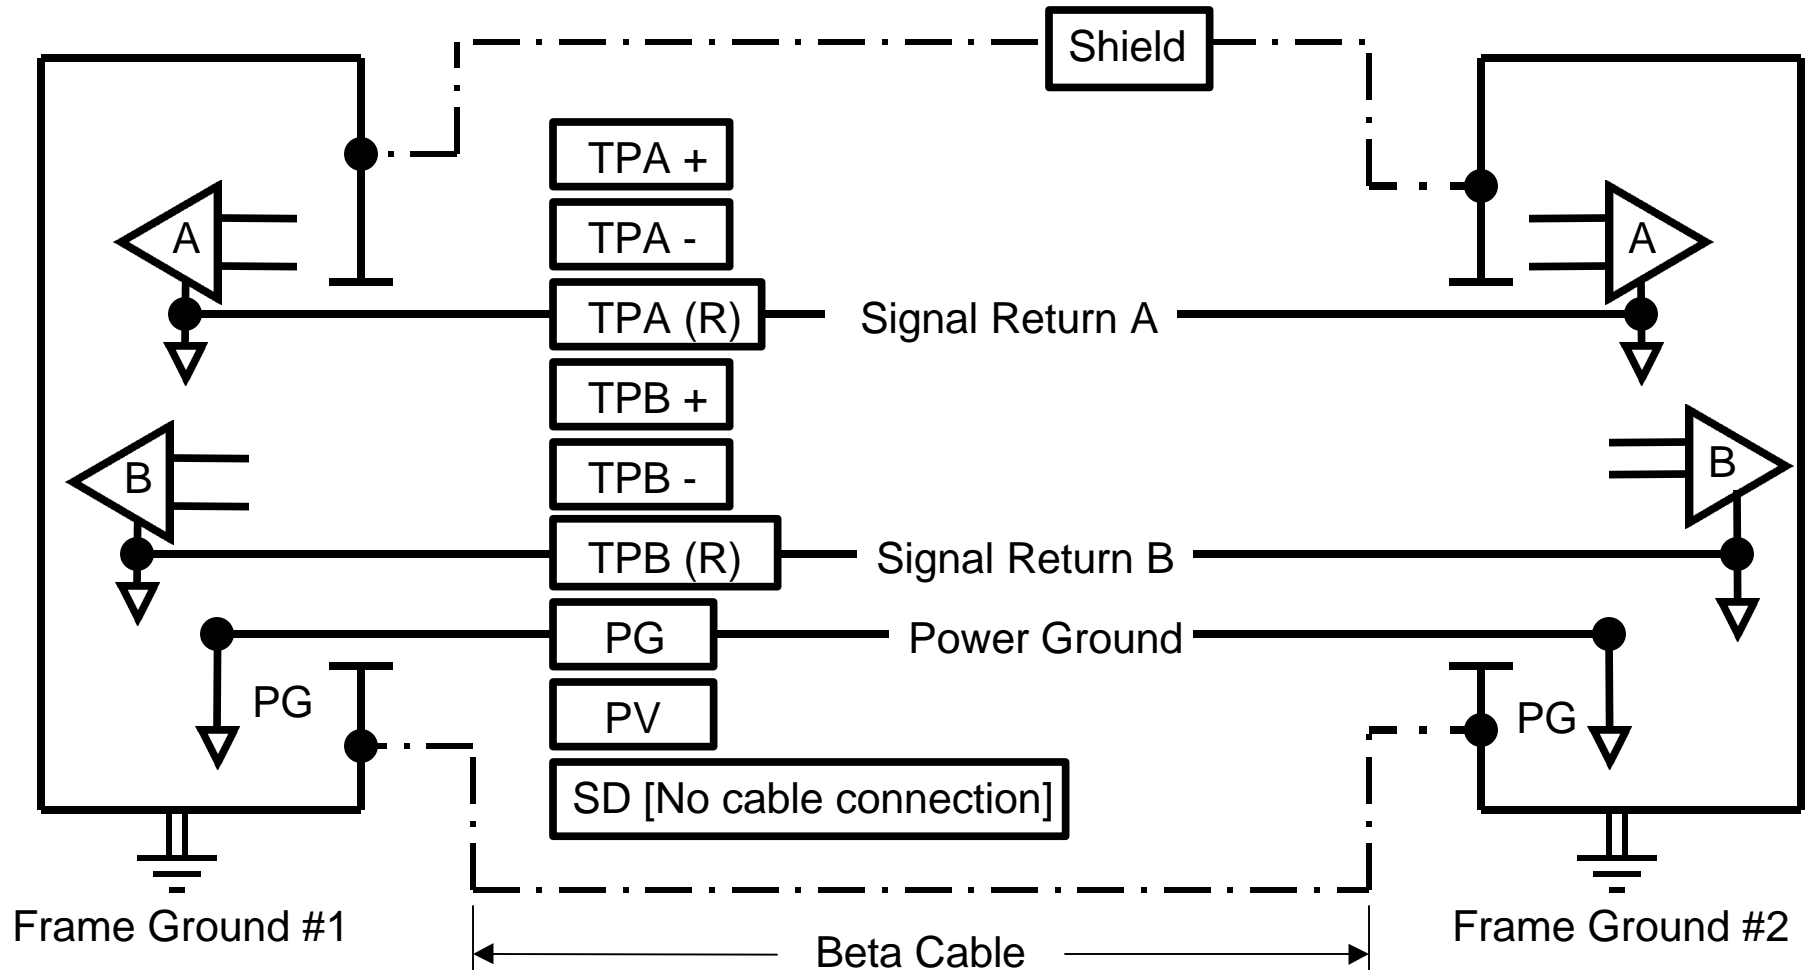 Shield
TPA +
A
TPA -
A
TPA (R)
Signal Return A
TPB +
B
TPB -
B
TPB (R)
Signal Return B
PG
Power Ground
PG
PV
PG
SD [No cable connection]
Frame Ground #1
Frame Ground #2
Beta Cable